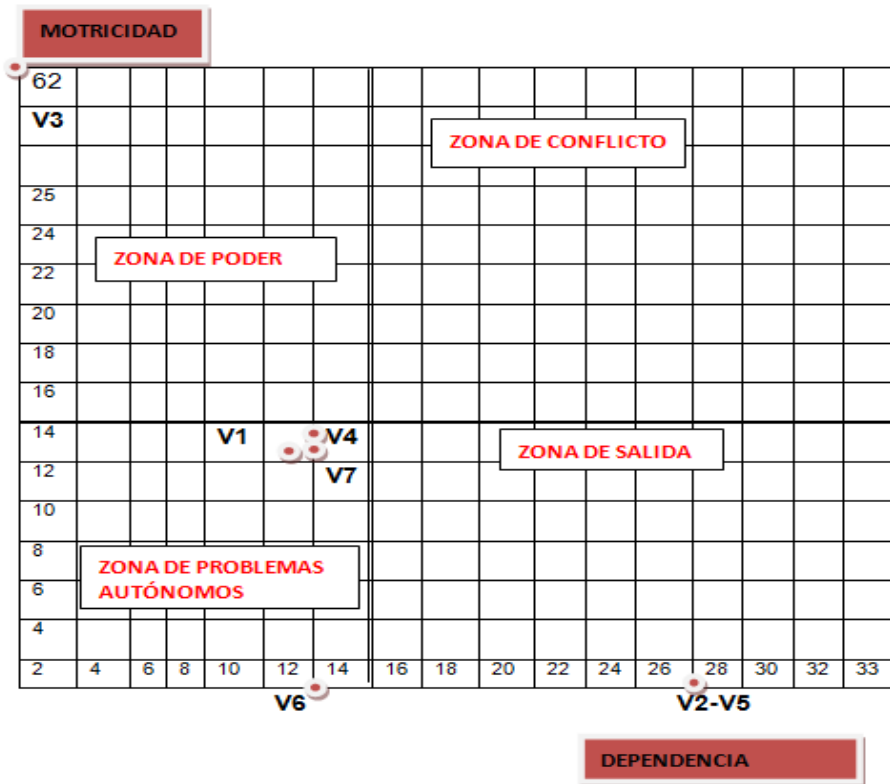 MOTRICIDAD
62
V3
ZONA DE CONFLICTO
25
24
ZONA DE PODER
22
20
18
16
14 V1 V4
ZONA DE SALIDA
12 V7
10
8
ZONA DE PROBLEMAS
AUTÓNOMOS
6
4
2 4 6 8 10 12 14 16 18 20 22 24 26 28 30 32 33
V6 V2-V5
DEPENDENCIA